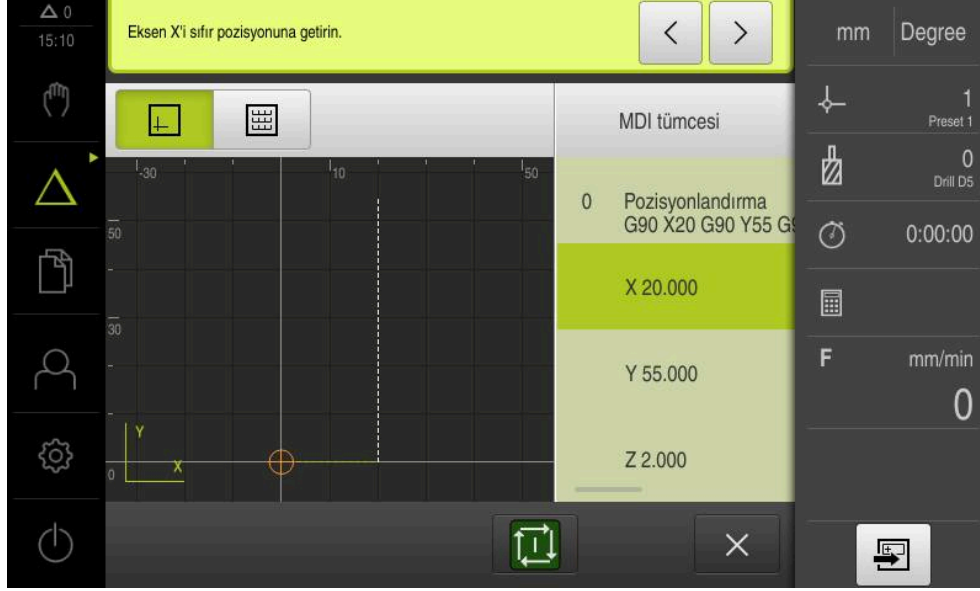 0
15:10
Eksen X'i sıfır pozisyonuna getirin.
mm Degree
1
Preset 1
0
Drill D5
0:00:00
F mm/min
0
MDI tümcesi
0 Pozisyonlandırma
G90 X20 G90 Y55
X 20.000
Y 55.000
Z 2.000
-30 10 50
50
30
0
Y
X